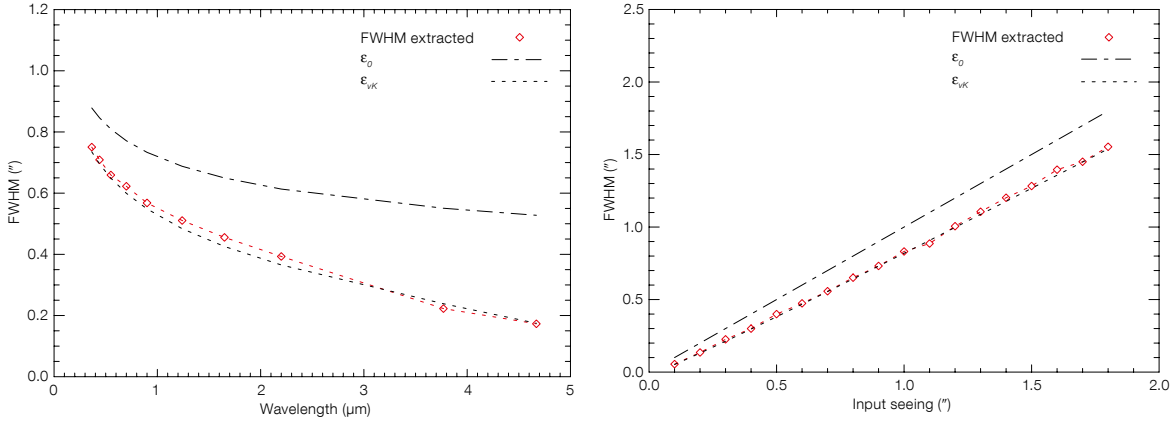 1.2
1.0
0.8
0.6
0.4
0.2
0.0
FWHM (″)
FWHM extracted
ε0
εvK
0
1
2
3
4
5
Wavelength (μm)
2.5
2.0
1.5
1.0
0.5
0.0
FWHM (″)
FWHM extracted
ε0
εvK
0.0
0.5
1.0
1.5
2.0
Input seeing (″)